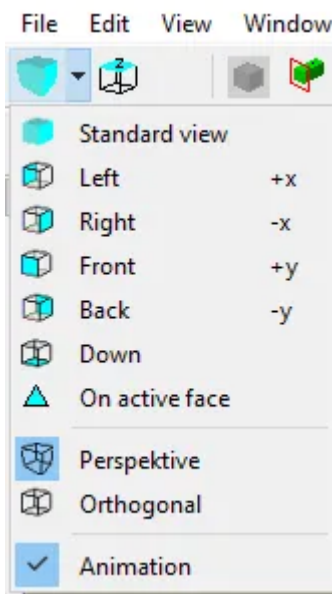 File Edit View Window
Z
Standard view
Left +x
Right -x
Front +y
Back -y
Down
On active face
Perspektive
Orthogonal
Animation